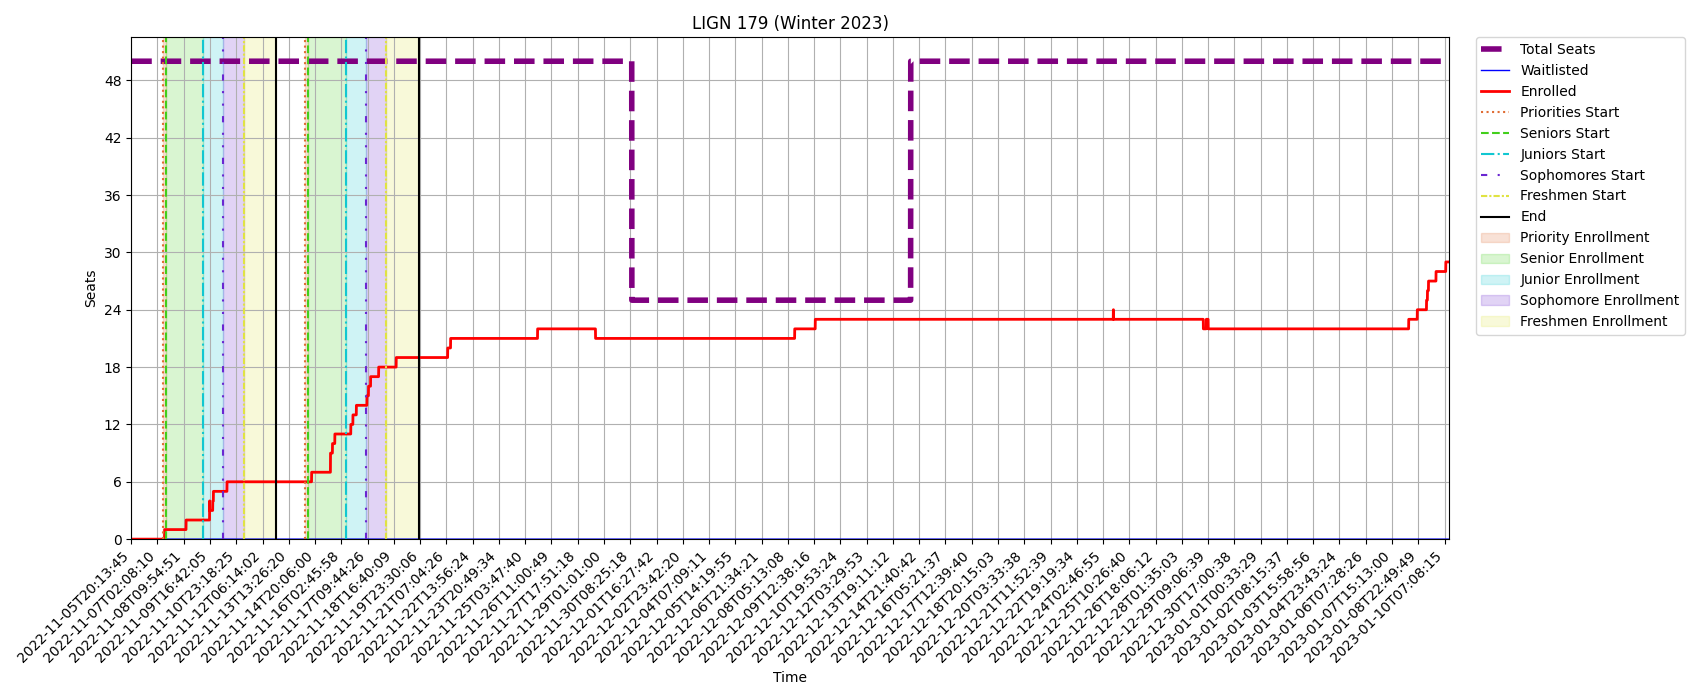 LIGN 179 (Winter 2023)
Seats
48
42
36
30
24
18
12
6
0
2022-11-05T20:13:45
2022-11-07T02:08:10
2022-11-08T09:54:51
2022-11-09T16:42:05
2022-11-10T23:18:25
2022-11-12T06:14:02
2022-11-13T13:26:20
2022-11-14T20:06:00
2022-11-16T02:45:58
2022-11-17T09:44:26
2022-11-18T16:40:09
2022-11-19T23:30:06
2022-11-21T07:04:26
2022-11-22T13:56:24
2022-11-23T20:49:34
2022-11-25T03:47:40
2022-11-26T11:00:49
2022-11-27T17:51:18
2022-11-29T01:01:00
2022-11-30T08:25:18
2022-12-01T16:27:42
2022-12-02T23:42:20
2022-12-04T07:09:11
2022-12-05T14:19:55
2022-12-06T21:34:21
2022-12-08T05:13:08
2022-12-09T12:38:16
2022-12-10T19:53:24
2022-12-12T03:29:53
2022-12-13T19:11:12
2022-12-14T21:40:42
2022-12-16T05:21:37
2022-12-17T12:39:40
2022-12-18T20:15:03
2022-12-20T03:33:38
2022-12-21T11:52:39
2022-12-22T19:19:34
2022-12-24T02:46:55
2022-12-25T10:26:40
2022-12-26T18:06:12
2022-12-28T01:35:03
2022-12-29T09:06:39
2022-12-30T17:00:38
2023-01-01T00:33:29
2023-01-02T08:15:37
2023-01-03T15:58:56
2023-01-04T23:43:24
2023-01-06T07:28:26
2023-01-07T15:13:00
2023-01-08T22:49:49
2023-01-10T07:08:15
Time
Total Seats
Waitlisted
Enrolled
Priorities Start
Seniors Start
Juniors Start
Sophomores Start
Freshmen Start
End
Priority Enrollment
Senior Enrollment
Junior Enrollment
Sophomore Enrollment
Freshmen Enrollment